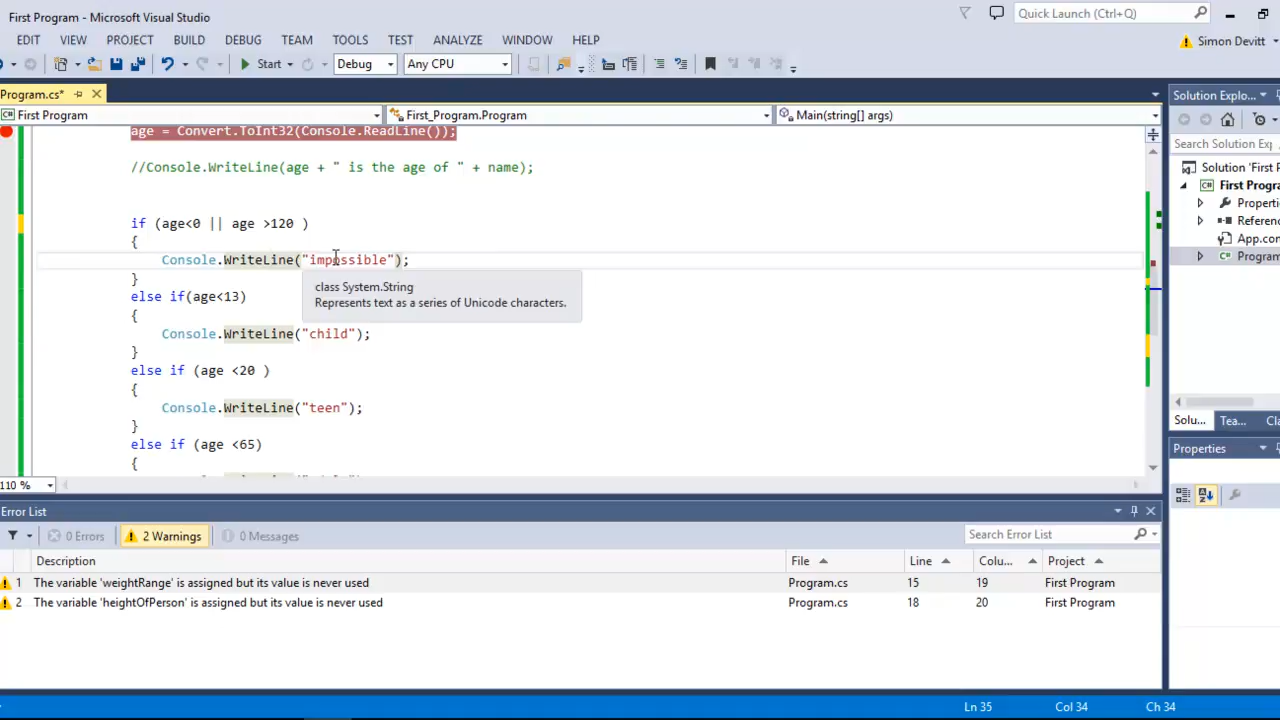 First Program - Microsoft Visual Studio
Quick Launch (Ctrl+Q)
EDIT VIEW PROJECT BUILD DEBUG TEAM TOOLS TEST ANALYZE WINDOW HELP
Simon Devitt
Start Debug Any CPU
Program.cs*
First Program First_Program.Program Main(string[] args)
age = Convert.ToInt32(Console.ReadLine());
//Console.WriteLine(age + " is the age of " + name);
if (age<0 || age >120 )
{
Console.WriteLine("impossible");
}
class System.String
Represents text as a series of Unicode characters.
else if(age<13)
{
Console.WriteLine("child");
}
else if (age <20 )
{
Console.WriteLine("teen");
}
else if (age <65)
{
110 %
Solution Explo...
Search Solution Exp
Solution 'First P
First Progra
Properti
Referenc
App.con
Program
Solu... Tea... Cla
Properties
Error List
0 Errors 2 Warnings 0 Messages Search Error List
Description File Line Colu... Project
1 The variable 'weightRange' is assigned but its value is never used Program.cs 15 19 First Program
2 The variable 'heightOfPerson' is assigned but its value is never used Program.cs 18 20 First Program
Ln 35 Col 34 Ch 34